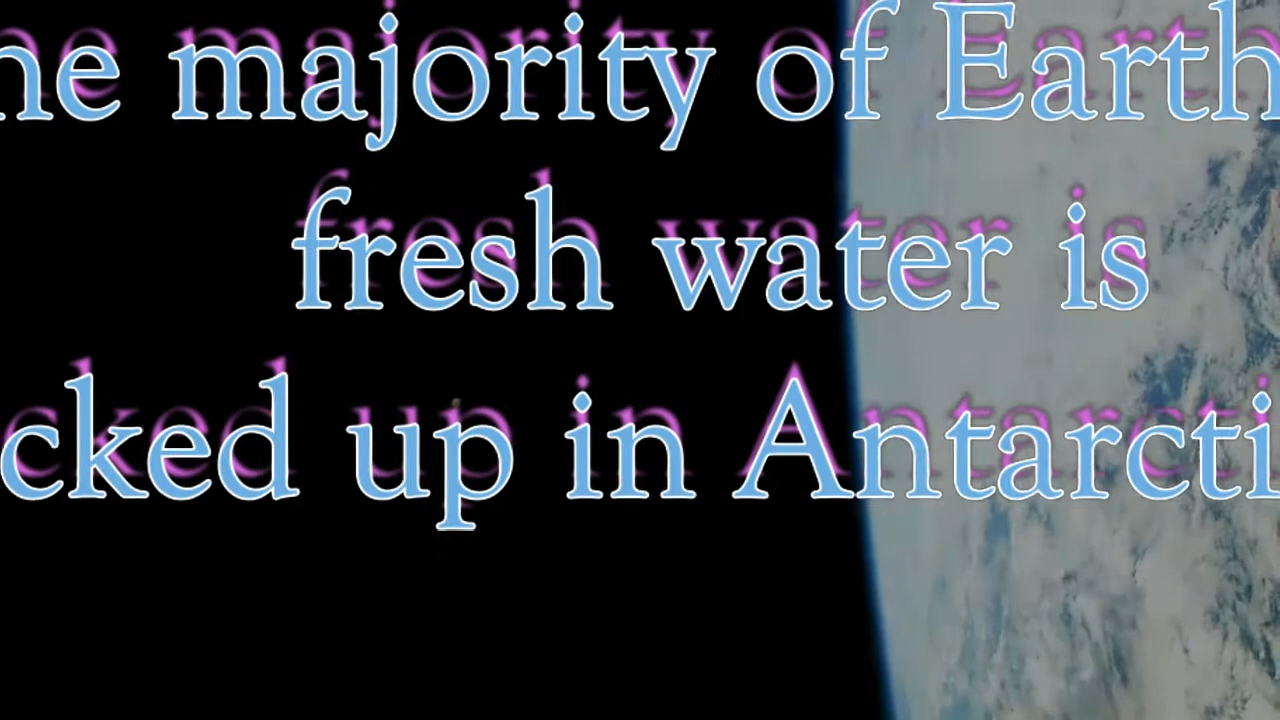 he majority of Earth
fresh water is
cked up in Antarcti